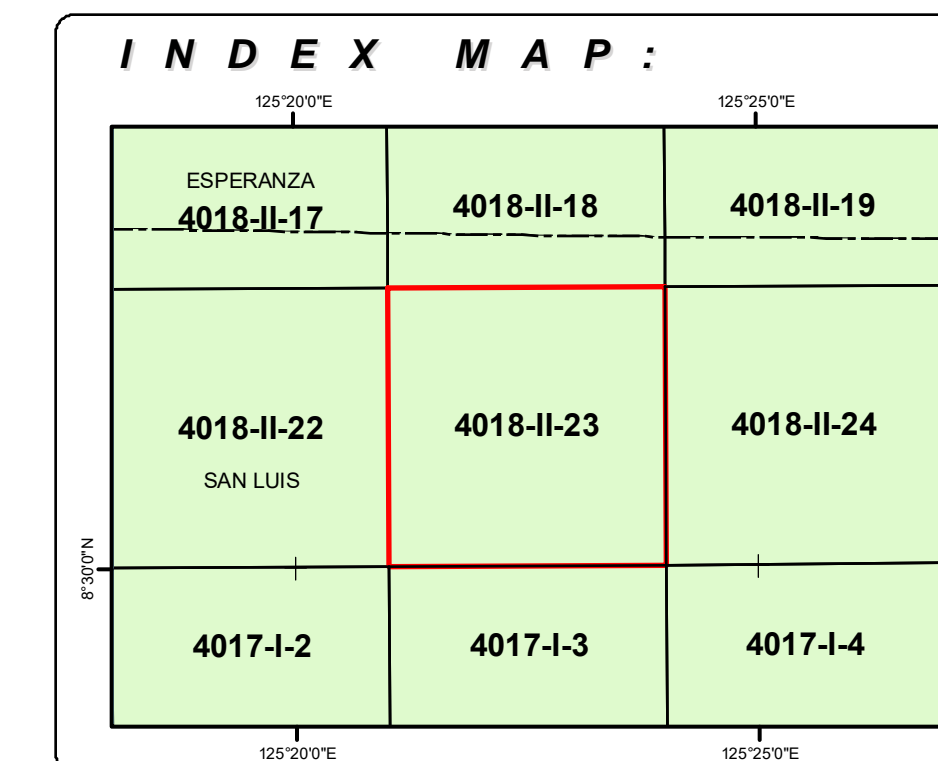 INDEX MAP:
125°20'0"E 125°25'0"E
ESPERANZA
4018-II-17 4018-II-18 4018-II-19
4018-II-22 4018-II-23 4018-II-24
SAN LUIS
8°30'0"N
4017-I-2 4017-I-3 4017-I-4
125°20'0"E 125°25'0"E